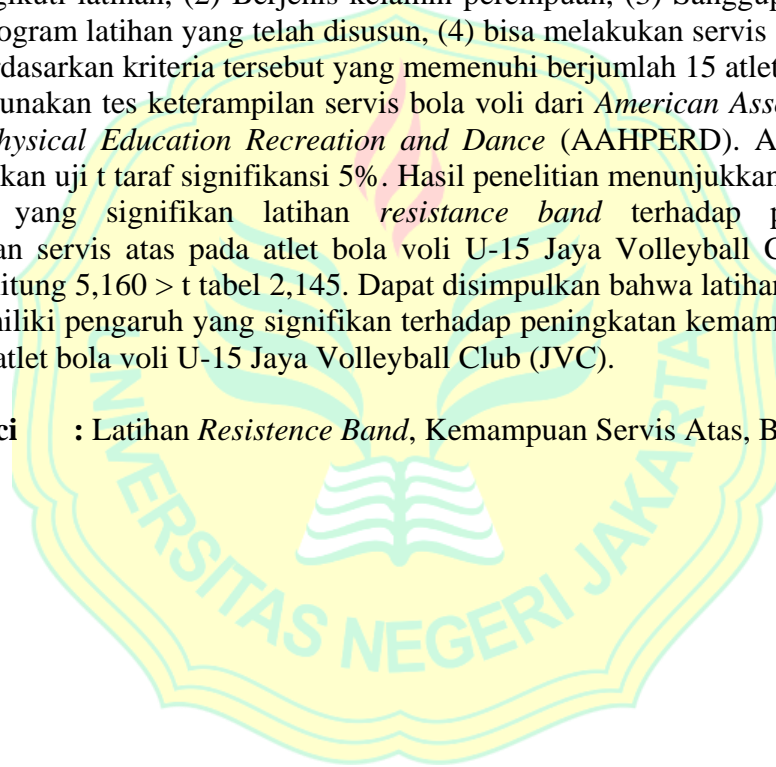 gikuti latihan, (2) Berjenis kelamin perempuan, (3) Sanggup
ogram latihan yang telah disusun, (4) bisa melakukan servis
rdasarkan kriteria tersebut yang memenuhi berjumlah 15 atlet
unakan tes keterampilan servis bola voli dari American Asso
hysical Education Recreation and Dance (AAHPERD). A
kan uji t taraf signifikansi 5%. Hasil penelitian menunjukkan
yang signifikan latihan resistance band terhadap p
an servis atas pada atlet bola voli U-15 Jaya Volleyball C
itung 5,160 > t tabel 2,145. Dapat disimpulkan bahwa latihan
niliki pengaruh yang signifikan terhadap peningkatan kemam
atlet bola voli U-15 Jaya Volleyball Club (JVC).
ci : Latihan Resistence Band, Kemampuan Servis Atas, B
UNIVERSITAS NEGERI JAKARTA